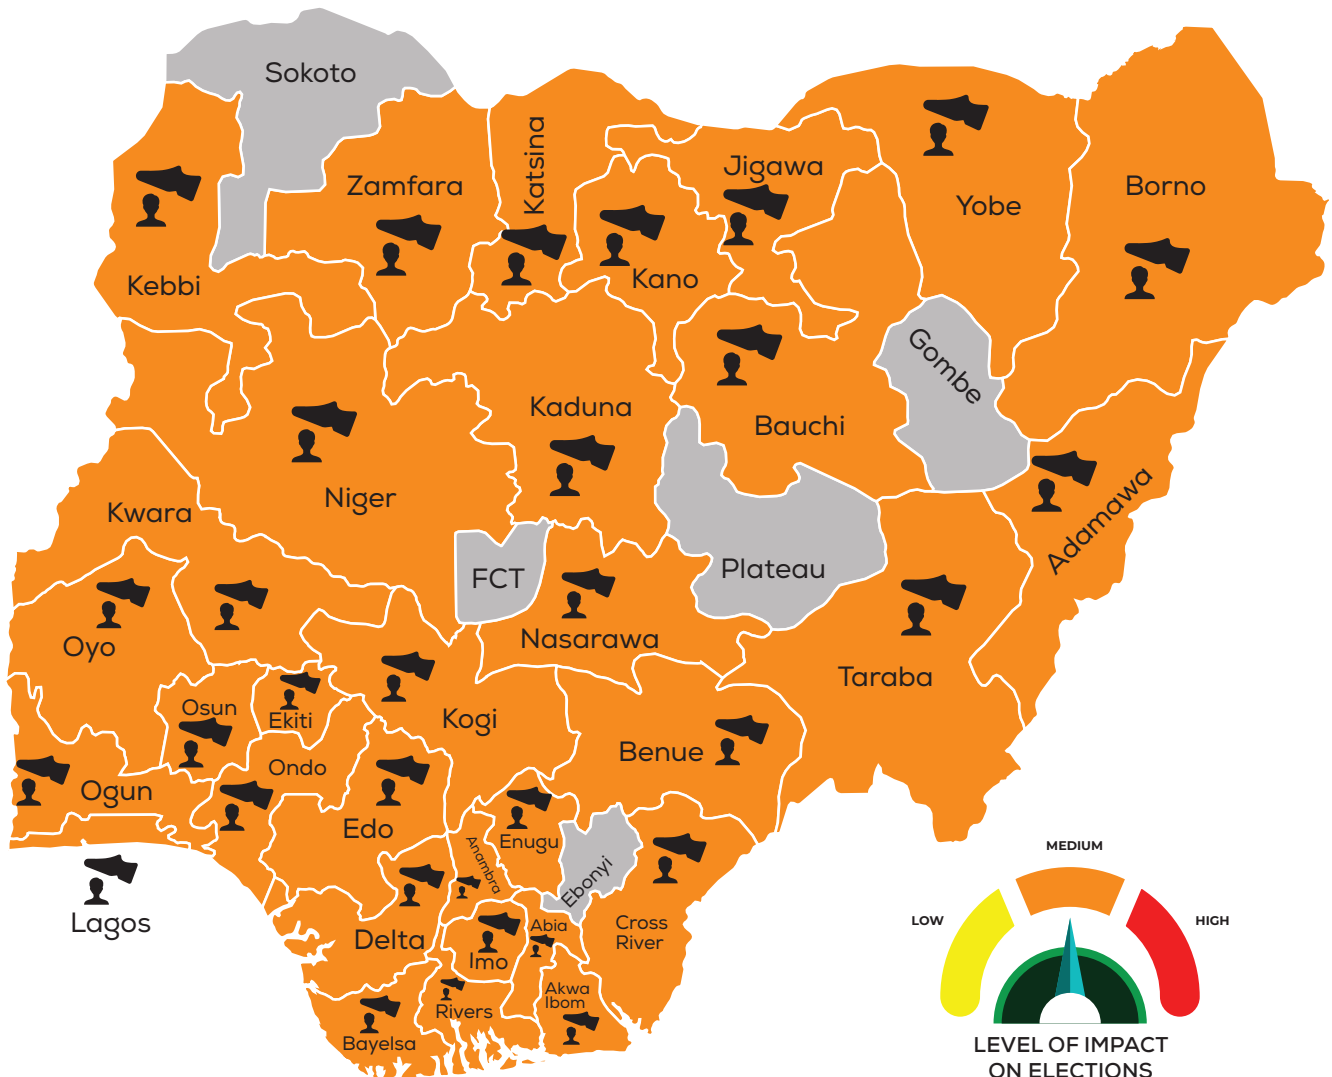 Sokoto
Katsina
Jigawa
Zamfara
Yobe
Borno
Kebbi
Kano
Gombe
Kaduna
Bauchi
Niger
Kwara
Adamawa
FCT
Plateau
Nasarawa
Oyo
Taraba
Osun
Ekiti
Kogi
Benue
Ondo
Ogun
Edo
Enugu
Anambra
Ebonyi
Lagos
Delta
Abia
Cross
River
Imo
Akwa
Ibom
Rivers
Bayelsa
MEDIUM
LOW
HIGH
LEVEL OF IMPACT
ON ELECTIONS